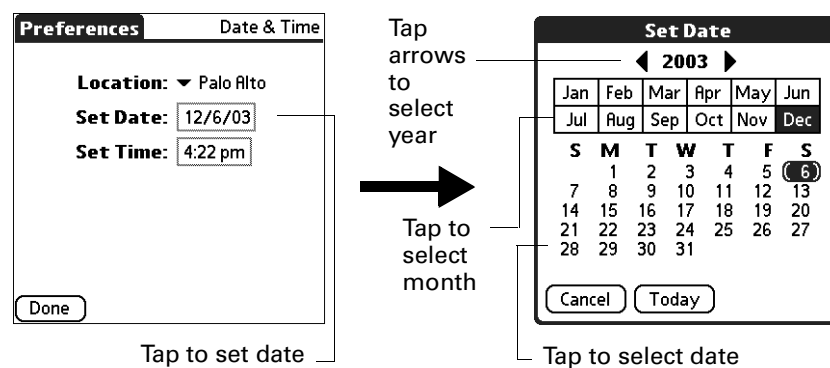 Preferences Date & Time
Location: Palo Alto
Set Date: 12/6/03
Set Time: 4:22 pm
Done
Tap to set date
Tap
arrows
to
select
year
Tap to
select
month
Set Date
2003
Jan Feb Mar Apr May Jun
Jul Aug Sep Oct Nov Dec
S M T W T F S
1 2 3 4 5 6
7 8 9 10 11 12 13
14 15 16 17 18 19 20
21 22 23 24 25 26 27
28 29 30 31
Cancel Today
Tap to select date